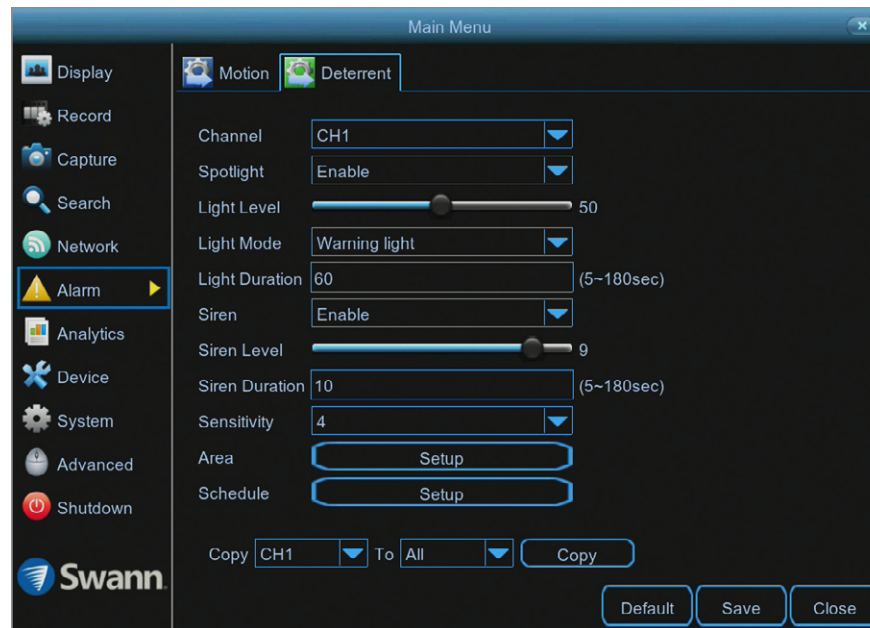 Main Menu
Display
Record
Capture
Search
Network
Alarm
Analytics
Device
System
Advanced
Shutdown
Swann
Motion
Deterrent
Channel CH1
Spotlight Enable
Light Level 50
Light Mode Warning light
Light Duration 60 (5~180sec)
Siren Enable
Siren Level 9
Siren Duration 10 (5~180sec)
Sensitivity 4
Area Setup
Schedule Setup
Copy CH1 To All Copy
Default Save Close